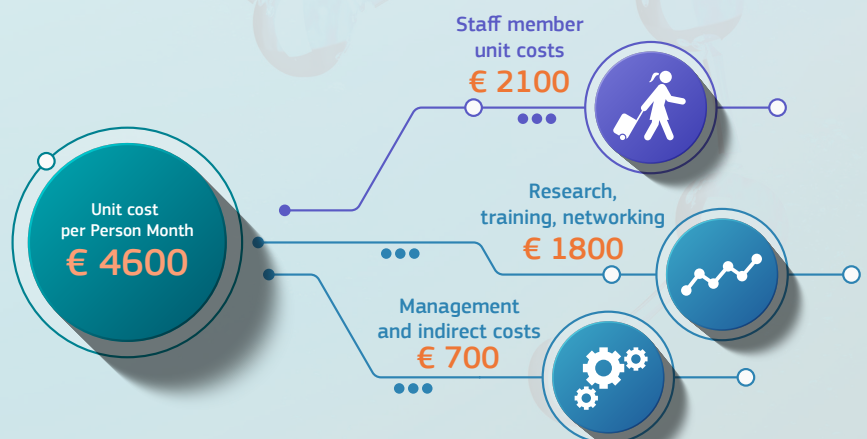 Staff member
unit costs
€ 2100
Unit cost
per Person Month
€ 4600
Research,
training, networking
€ 1800
Management
and indirect costs
€ 700